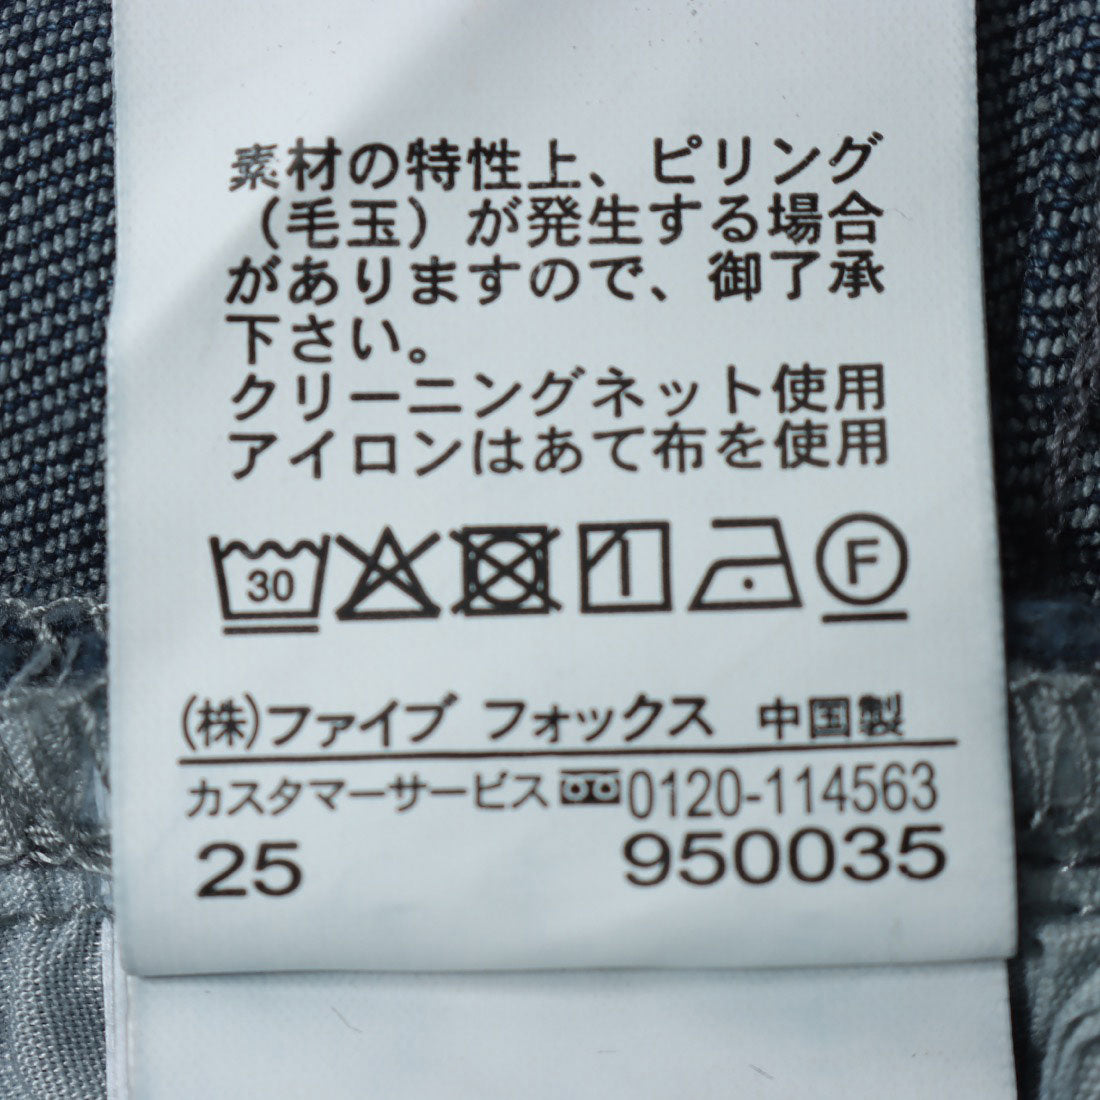 素材の特性上、ピリング
(毛玉)が発生する場合
がありますので、御了承
下さい。
クリーニングネット使用
アイロンはあて布を使用
30 F
(株)ファイブ フォックス 中国製
カスタマーサービス 0120-114563
25 950035